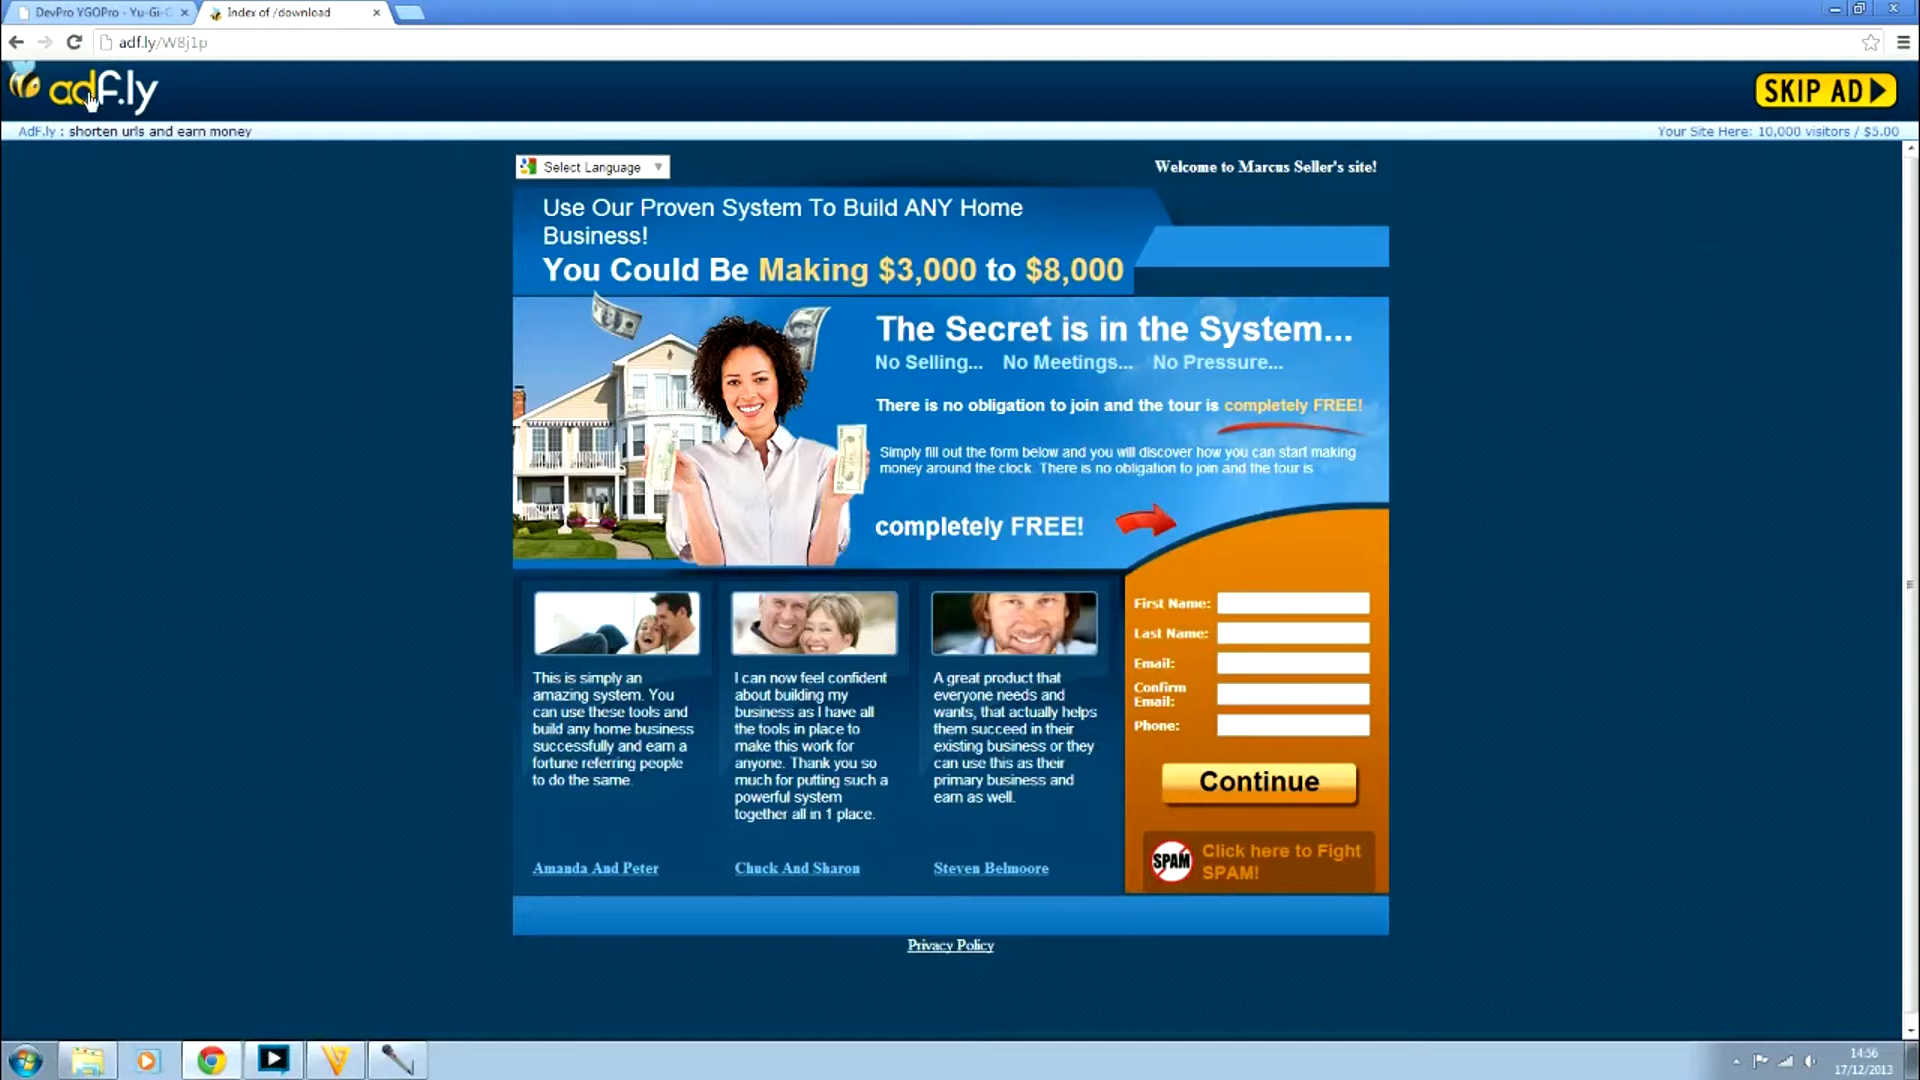 DevPro YGOPro - Yu-Gi-
Index of /download
adf.ly/W8j1p
adf.ly
SKIP AD
AdF.ly : shorten urls and earn money
Your Site Here: 10,000 visitors / $5.00
Select Language
Welcome to Marcus Seller's site!
Use Our Proven System To Build ANY Home
Business!
You Could Be Making $3,000 to $8,000
The Secret is in the System...
No Selling... No Meetings... No Pressure...
There is no obligation to join and the tour is completely FREE!
Simply fill out the form below and you will discover how you can start making
money around the clock. There is no obligation to join and the tour is
completely FREE!
This is simply an
amazing system. You
can use these tools and
build any home business
successfully and earn a
fortune referring people
to do the same.
Amanda And Peter
I can now feel confident
about building my
business as I have all
the tools in place to
make this work for
anyone. Thank you so
much for putting such a
powerful system
together all in 1 place.
Chuck And Sharon
A great product that
everyone needs and
wants, that actually helps
them succeed in their
existing business or they
can use this as their
primary business and
earn as well.
Steven Belmoore
First Name:
Last Name:
Email:
Confirm
Email:
Phone:
Continue
SPAM
Click here to Fight
SPAM!
Privacy Policy
14:56
17/12/2013